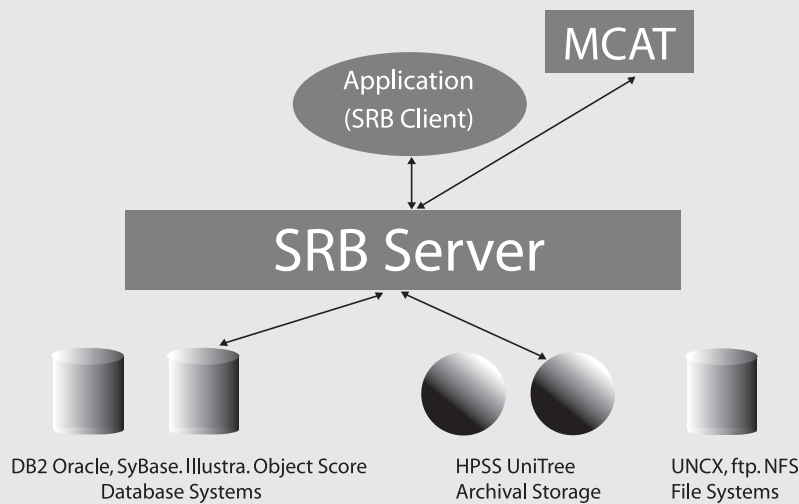 MCAT
Application
(SRB Client)
SRB Server
DB2 Oracle, SyBase. Illustra. Object Score
Database Systems
HPSS UniTree
Archival Storage
UNCX, ftp. NFS
File Systems